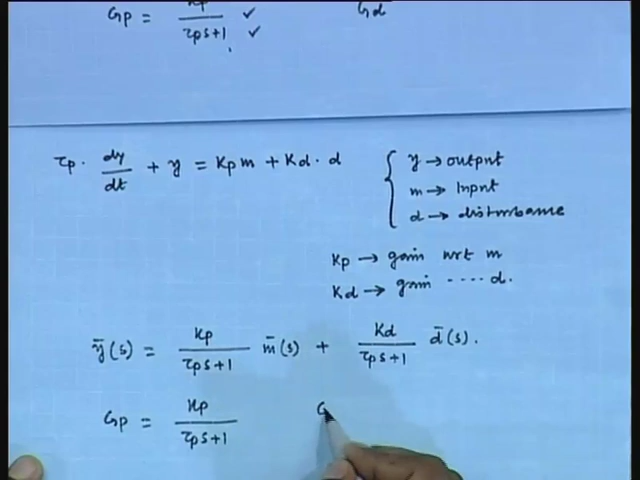 Gp = Kp / τps+1 ✓ ✓ Gd
τp · dy/dt + y = Kp m + Kd · d
y → output
m → Input
d → disturbance
Kp → gain wrt m
Kd → gain ···· d.
ȳ(s) = Kp / τps+1 m̄(s) + Kd / τps+1 d̄(s).
Gp = Kp / τps+1 G